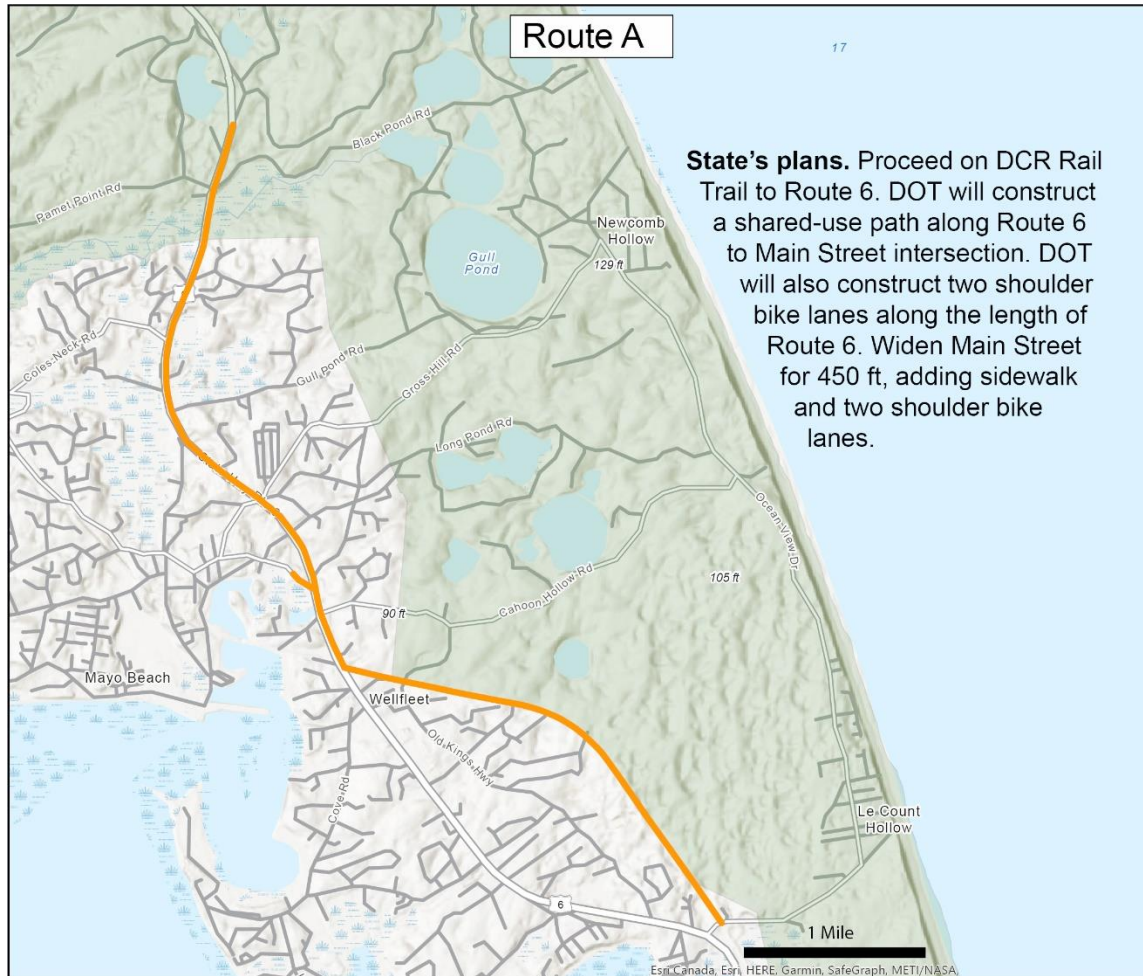 Route A
17
Black Pond Rd
State's plans. Proceed on DCR Rail
Trail to Route 6. DOT will construct
a shared-use path along Route 6
to Main Street intersection. DOT
will also construct two shoulder
bike lanes along the length of
Route 6. Widen Main Street
for 450 ft, adding sidewalk
and two shoulder bike
lanes.
Pamet Point Rd
Newcomb
Hollow
Gull
Pond
129 ft
Coles-Neck-Rd
Gull Pond Rd
Gross-Hill-Rd
Long Pond Rd
Ocean-View-Dr
105 ft
Cahoon-Hollow-Rd
90 ft
Mayo Beach
Wellfleet
Old-Kings-Hwy
Cove-Rd
Le Count
Hollow
6
1 Mile
Esri Canada, Esri, HERE, Garmin, SafeGraph, METI/NASA,